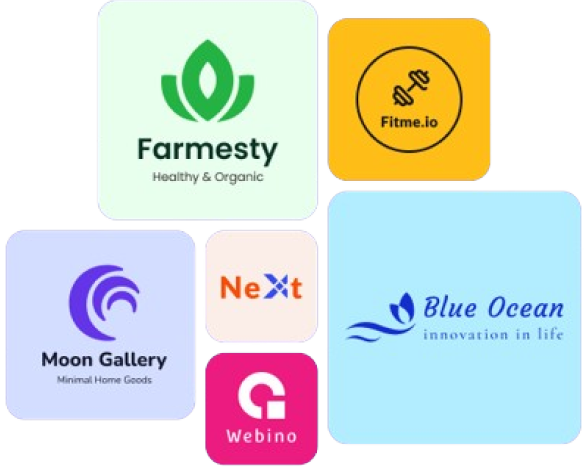 Farmesty
Healthy & Organic
Fitme.io
Moon Gallery
Minimal Home Goods
NeXt
Blue Ocean
innovation in life
Webino